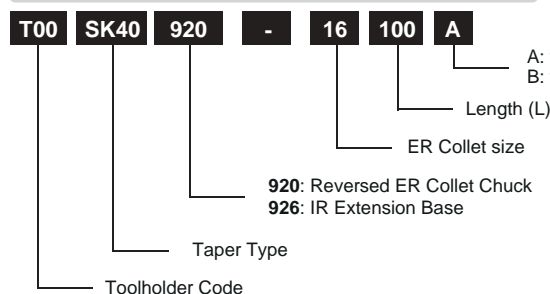 T00 SK40 920 - 16 100 A
A:
B:
Length (L)
ER Collet size
920: Reversed ER Collet Chuck
926: IR Extension Base
Taper Type
Toolholder Code